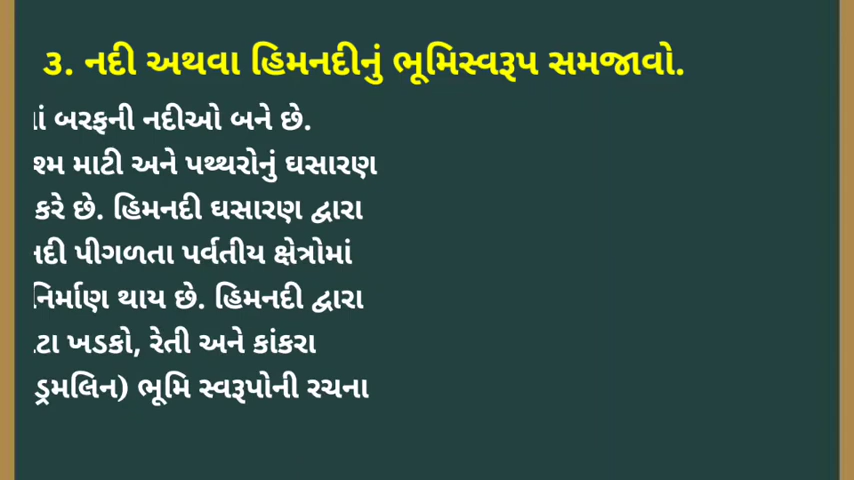 ૩. નદી અથવા હિમનદીનું ભૂમિસ્વરૂપ સમજાવો.
બરફની નદીઓ બને છે.
માટી અને પથ્થરોનું ઘસારણ
કરે છે. હિમનદી ઘસારણ દ્વારા
પીગળતા પર્વતીય ક્ષેત્રોમાં
નિર્માણ થાય છે. હિમનદી દ્વારા
ખડકો, રેતી અને કાંકરા
ડ્રમલિન) ભૂમિ સ્વરૂપોની રચના